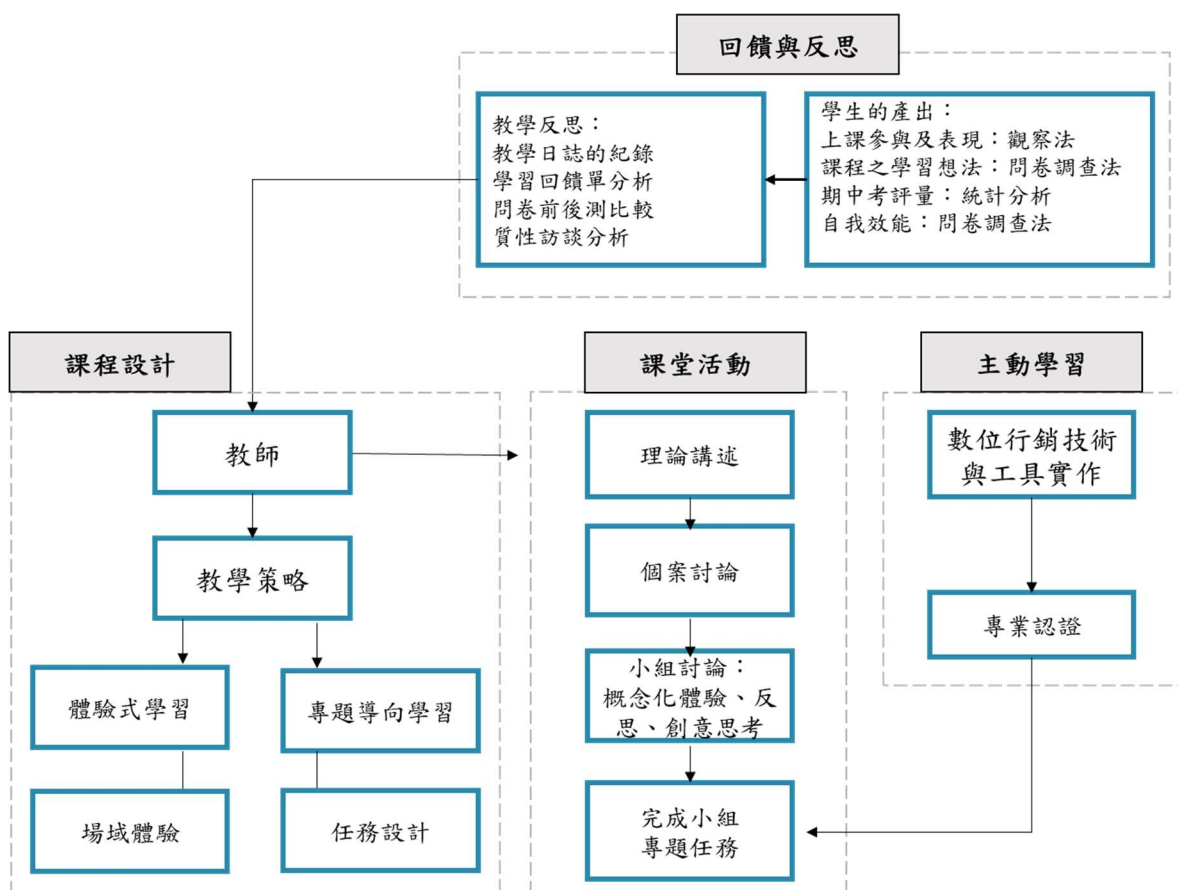 回饋與反思
教學反思：
教學日誌的紀錄
學習回饋單分析
問卷前後測比較
質性訪談分析
學生的產出：
上課參與及表現：觀察法
課程之學習想法：問卷調查法
期中考評量：統計分析
自我效能：問卷調查法
課程設計
教師
教學策略
體驗式學習
專題導向學習
場域體驗
任務設計
課堂活動
理論講述
個案討論
小組討論：
概念化體驗、反
思、創意思考
完成小組
專題任務
主動學習
數位行銷技術
與工具實作
專業認證